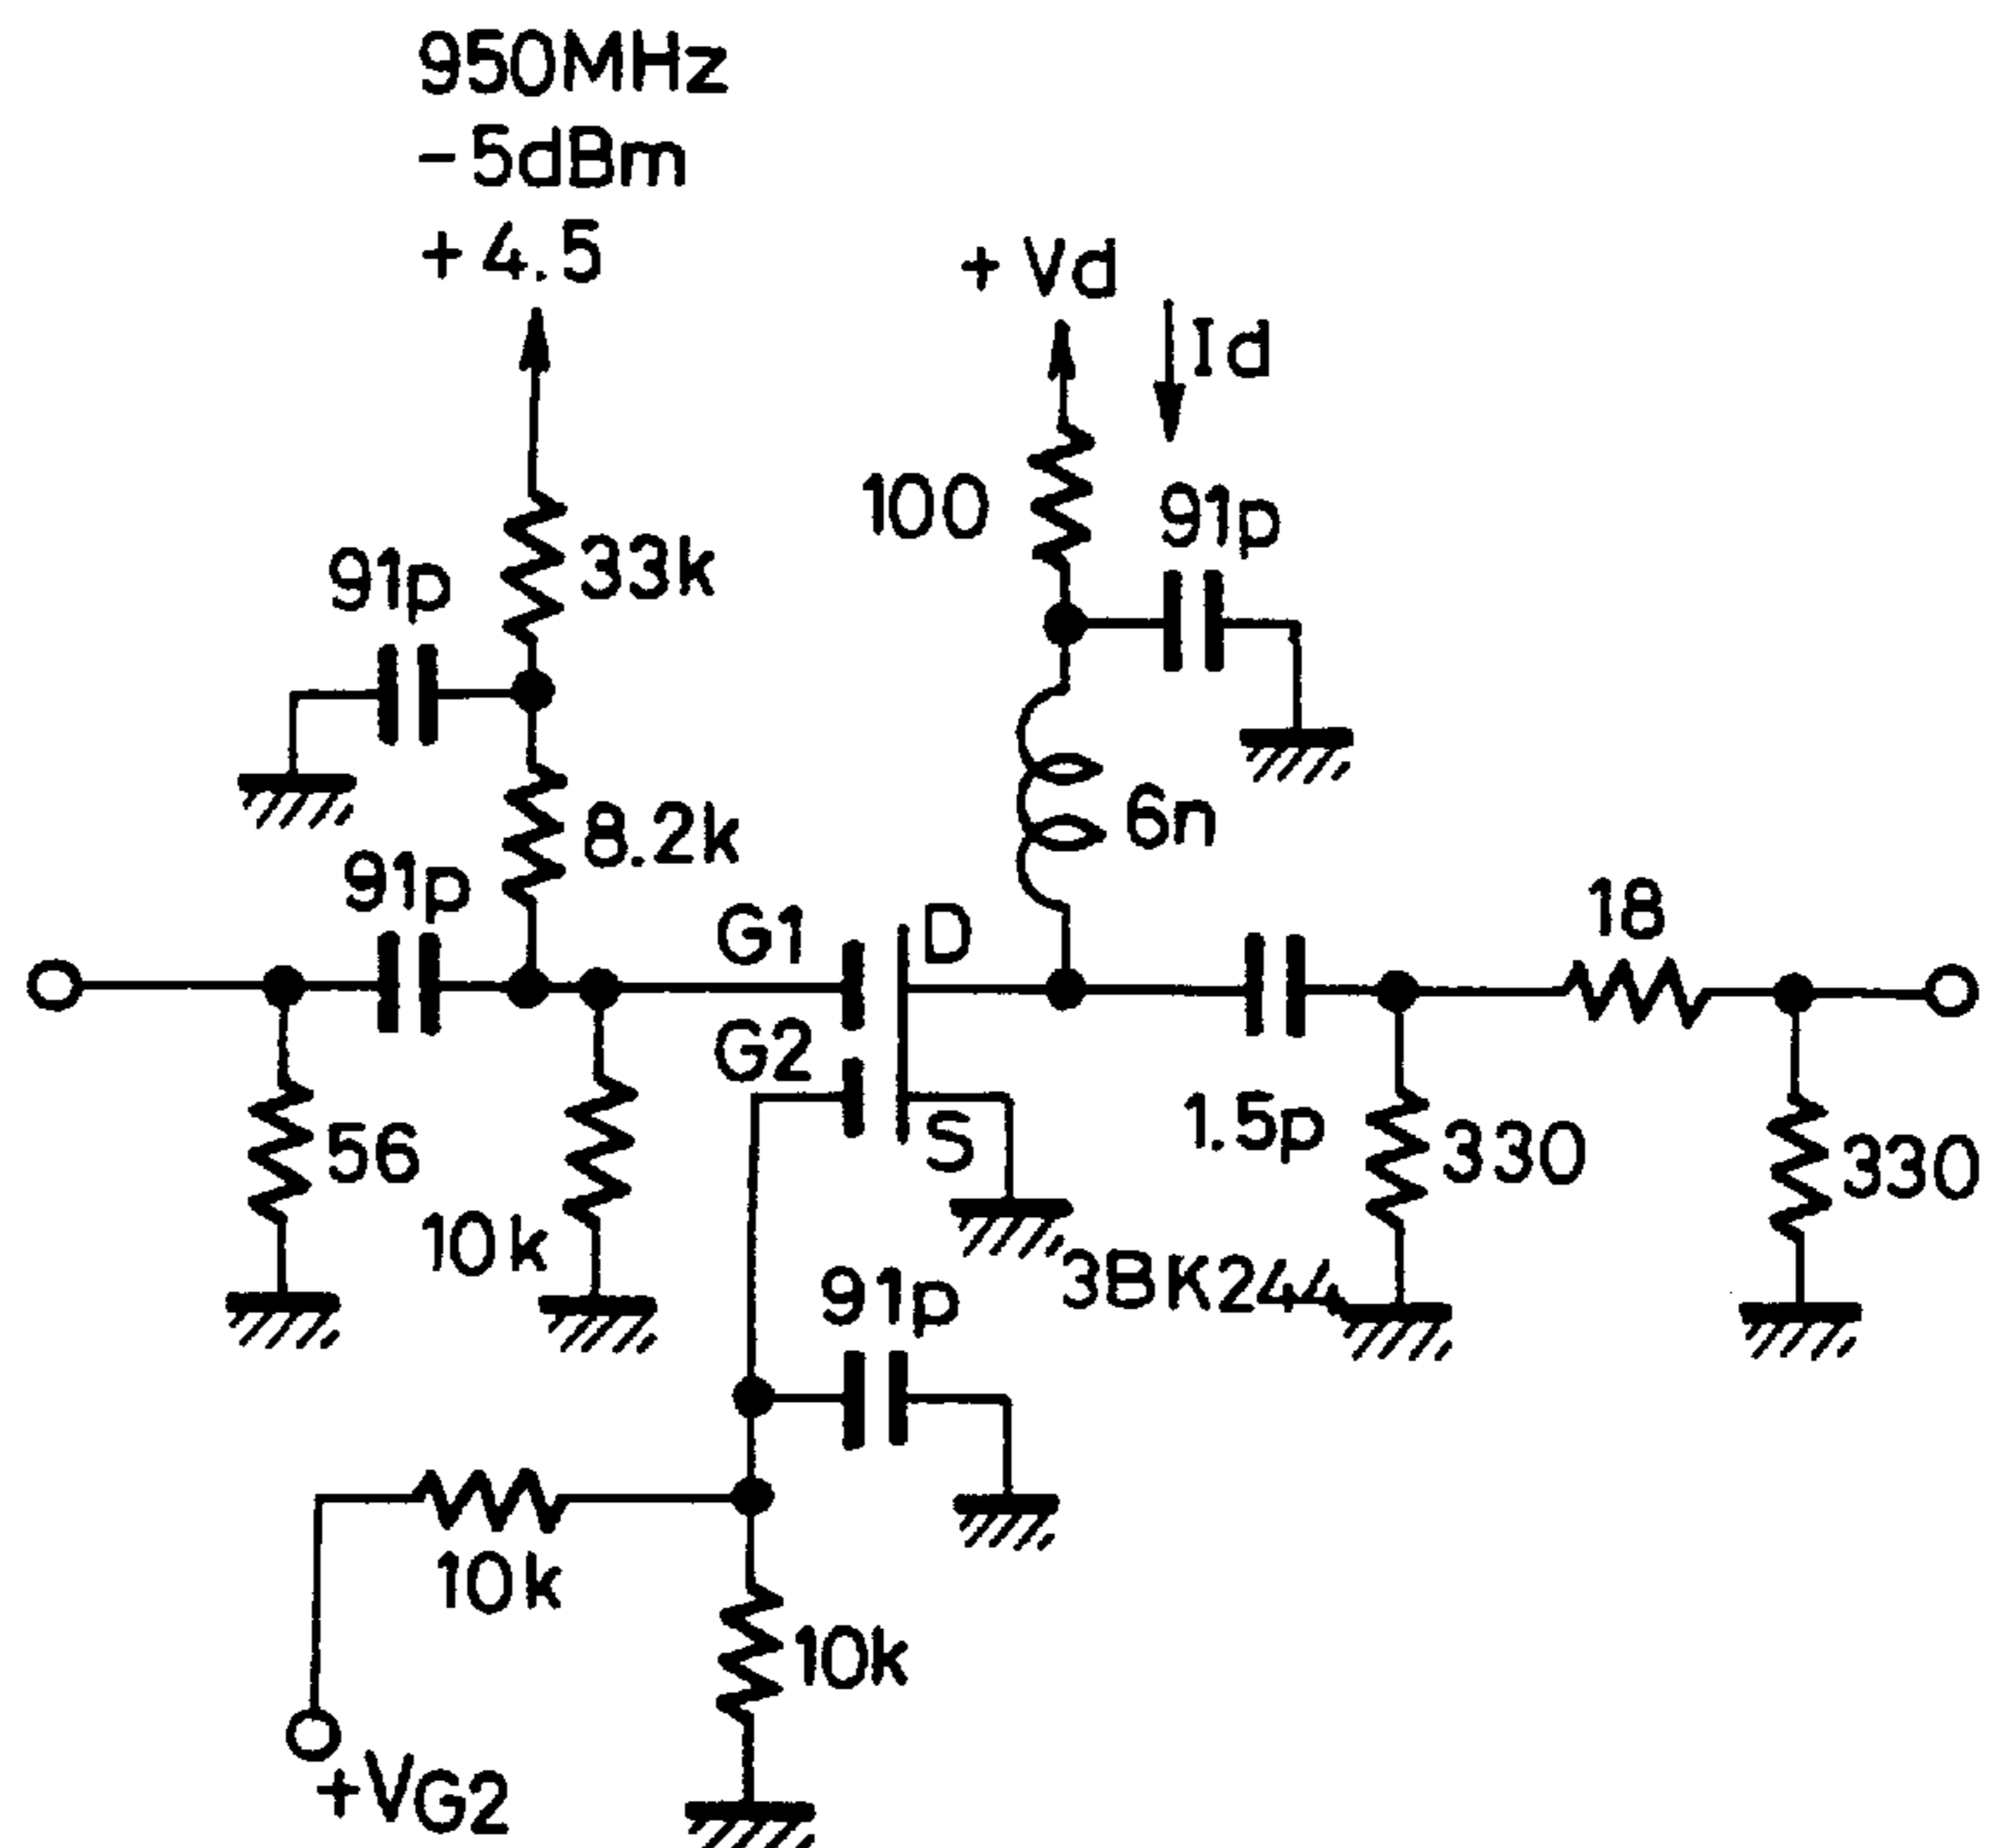 950MHz
-5dBm
+4.5
+Vd
Id
100
91p
33k
91p
8.2k
6n
91p
G1
D
18
G2
S
1.5p
56
330
330
10k
3BK244
91p
10k
10k
+VG2